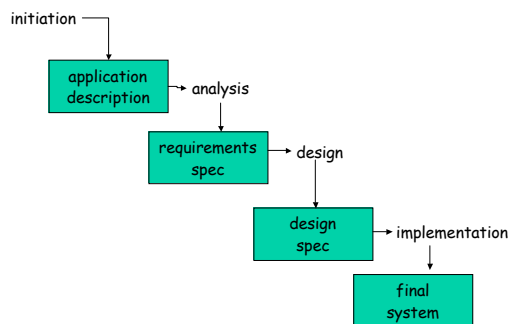 initiation
application
description
analysis
requirements
spec
design
design
spec
implementation
final
system